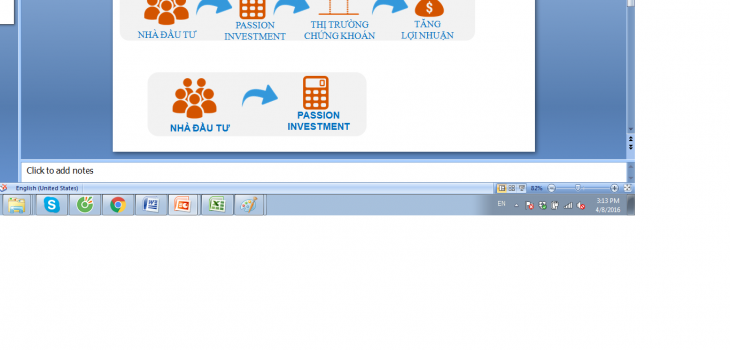 NHÀ ĐẦU TƯ
PASSION
INVESTMENT
THỊ TRƯỜNG
CHỨNG KHOÁN
TĂNG
LỢI NHUẬN
$
NHÀ ĐẦU TƯ
PASSION
INVESTMENT
Click to add notes
English (United States)
82%
EN
3:13 PM
4/8/2016